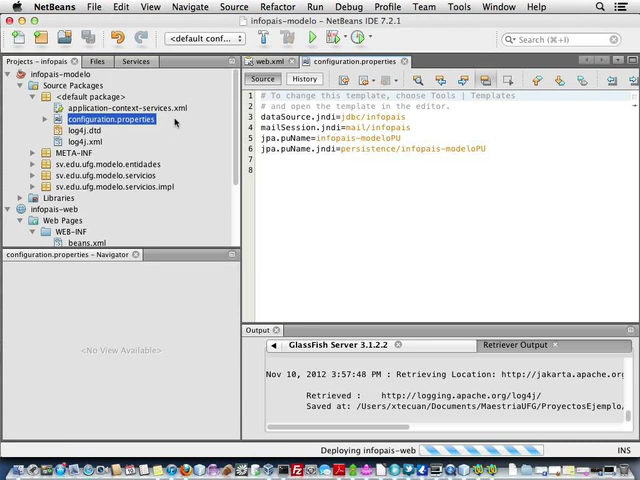 NetBeans File Edit View Navigate Source Refactor Run Debug Profile Team Tools Window Help
infopais-modelo – NetBeans IDE 7.2.1
<default conf...
Search (⌘+I)
Projects – infopais
Files
Services
web.xml
configuration.properties
Source
History
infopais-modelo
Source Packages
<default package>
application-context-services.xml
configuration.properties
log4j.dtd
log4j.xml
META-INF
sv.edu.ufg.modelo.entidades
sv.edu.ufg.modelo.servicios
sv.edu.ufg.modelo.servicios.impl
Libraries
infopais-web
Web Pages
WEB-INF
beans.xml
1 # To change this template, choose Tools | Templates
2 # and open the template in the editor.
3 dataSource.jndi=jdbc/infopais
4 mailSession.jndi=mail/infopais
5 jpa.puName=infopais-modeloPU
6 jpa.puName.jndi=persistence/infopais-modeloPU
7
8
configuration.properties – Navigator
<No View Available>
Output
GlassFish Server 3.1.2.2
Retriever Output
Nov 10, 2012 3:57:48 PM : Retrieving Location: http://jakarta.apache.org
Retrieved : http://logging.apache.org/log4j/
Saved at: /Users/xtecuan/Documents/MaestriaUFG/ProyectosEjemplo/
Deploying infopais-web
INS